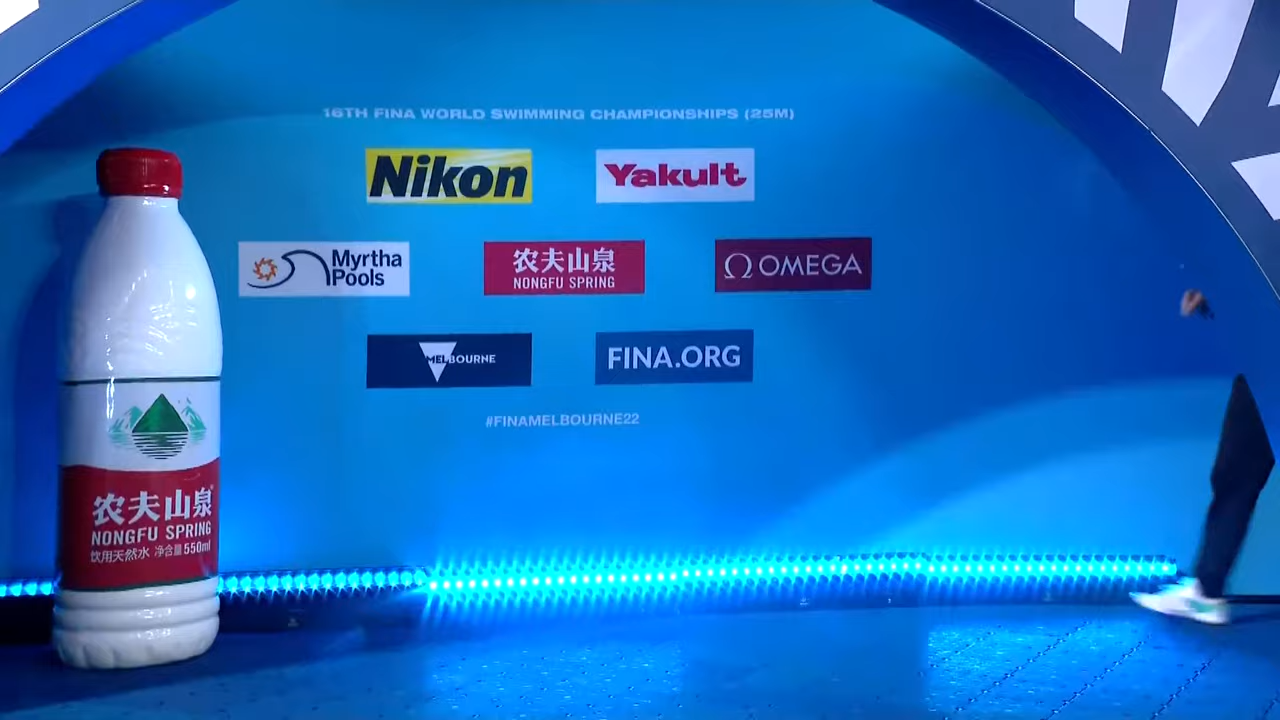 16TH FINA WORLD SWIMMING CHAMPIONSHIPS (25M)
Nikon
Yakult
Myrtha
Pools
农夫山泉
NONGFU SPRING
Ω OMEGA
MELBOURNE
FINA.ORG
#FINAMELBOURNE22
农夫山泉
NONGFU SPRING
饮用天然水 净含量550ml